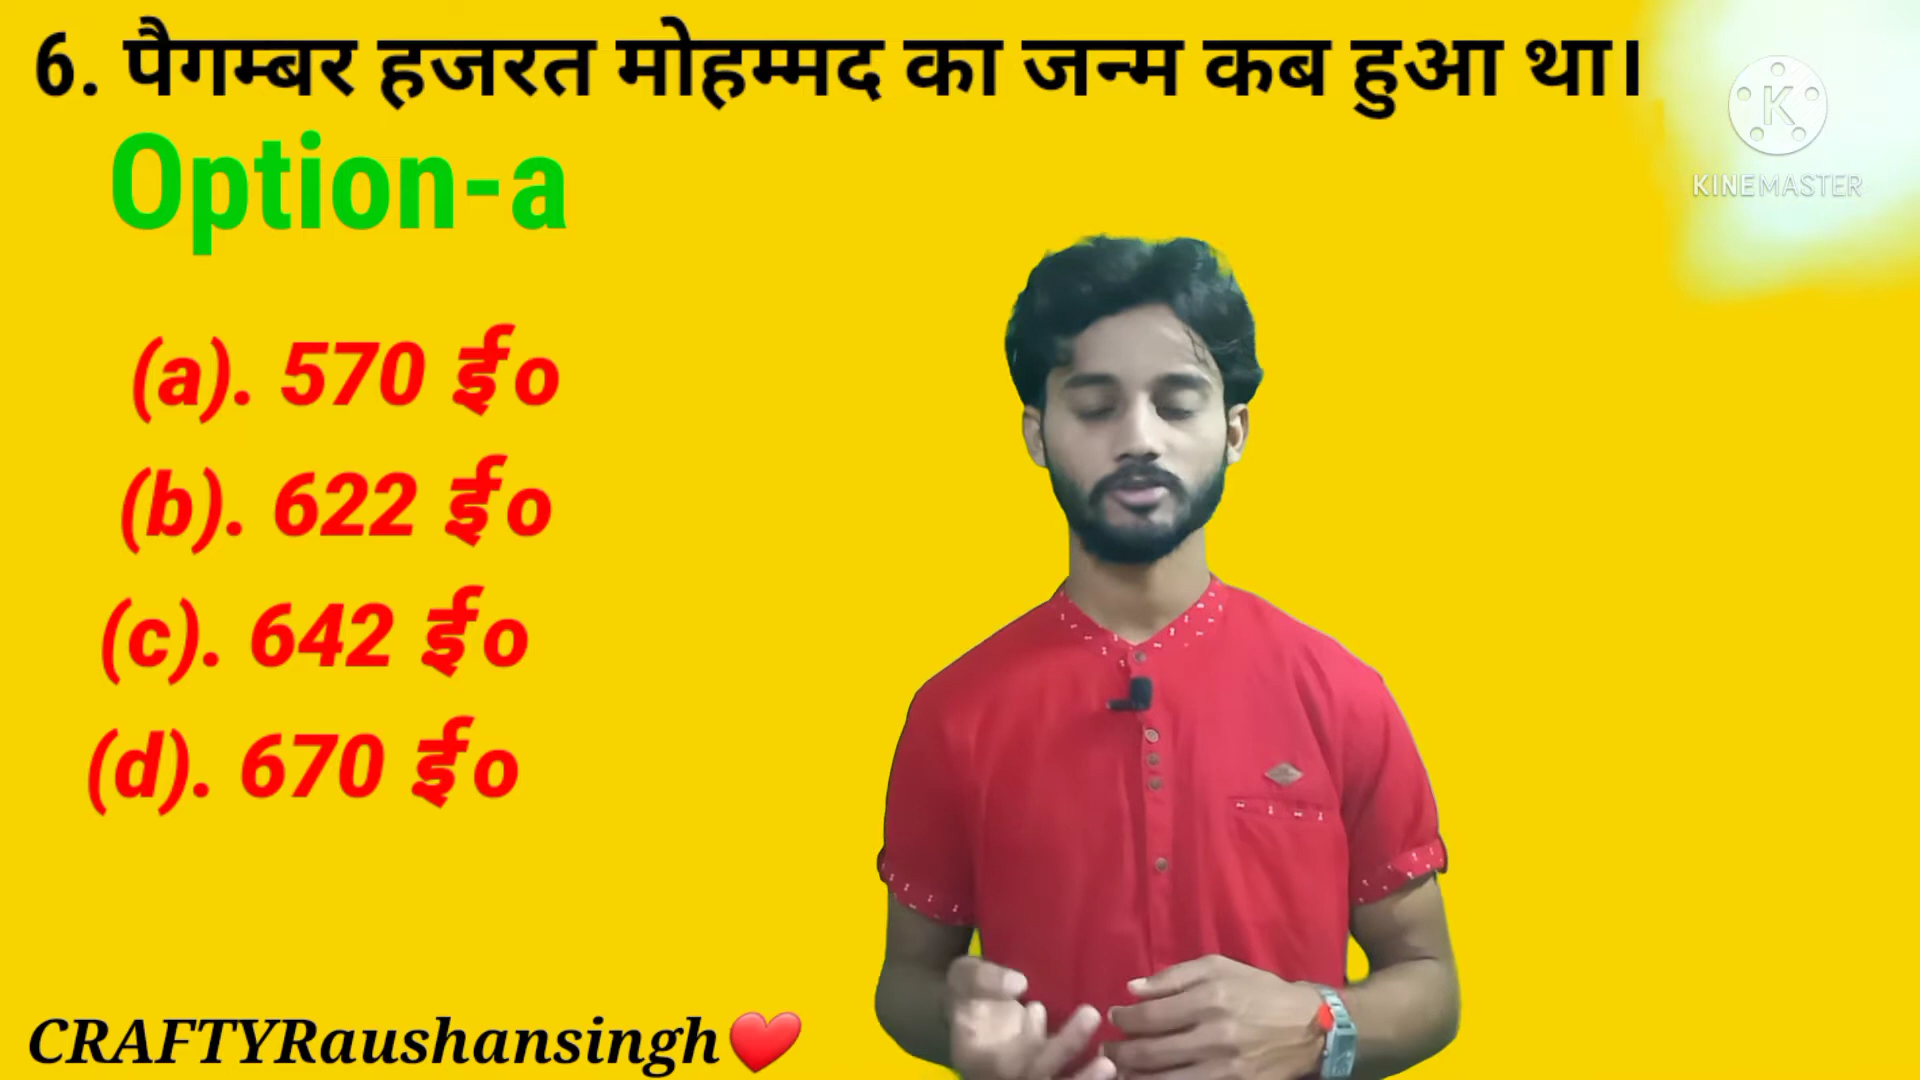 6. पैगम्बर हजरत मोहम्मद का जन्म कब हुआ था।
KINEMASTER
Option-a
(a). 570 ई०
(b). 622 ई०
(c). 642 ई०
(d). 670 ई०
CRAFTYRaushansingh❤️